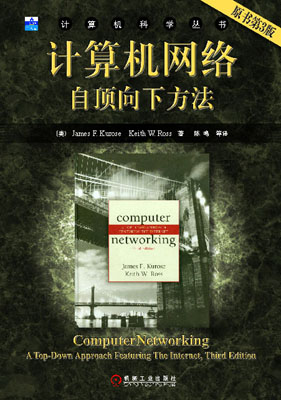 计算机科学丛书
原书第3版
计算机网络
自顶向下方法
(美) James F. Kurose Keith W. Ross 著 陈鸣 等译
computer
networking
James F. Kurose
Keith W. Ross
ComputerNetworking
A Top-Down Approach Featuring The Internet, Third Edition
机械工业出版社